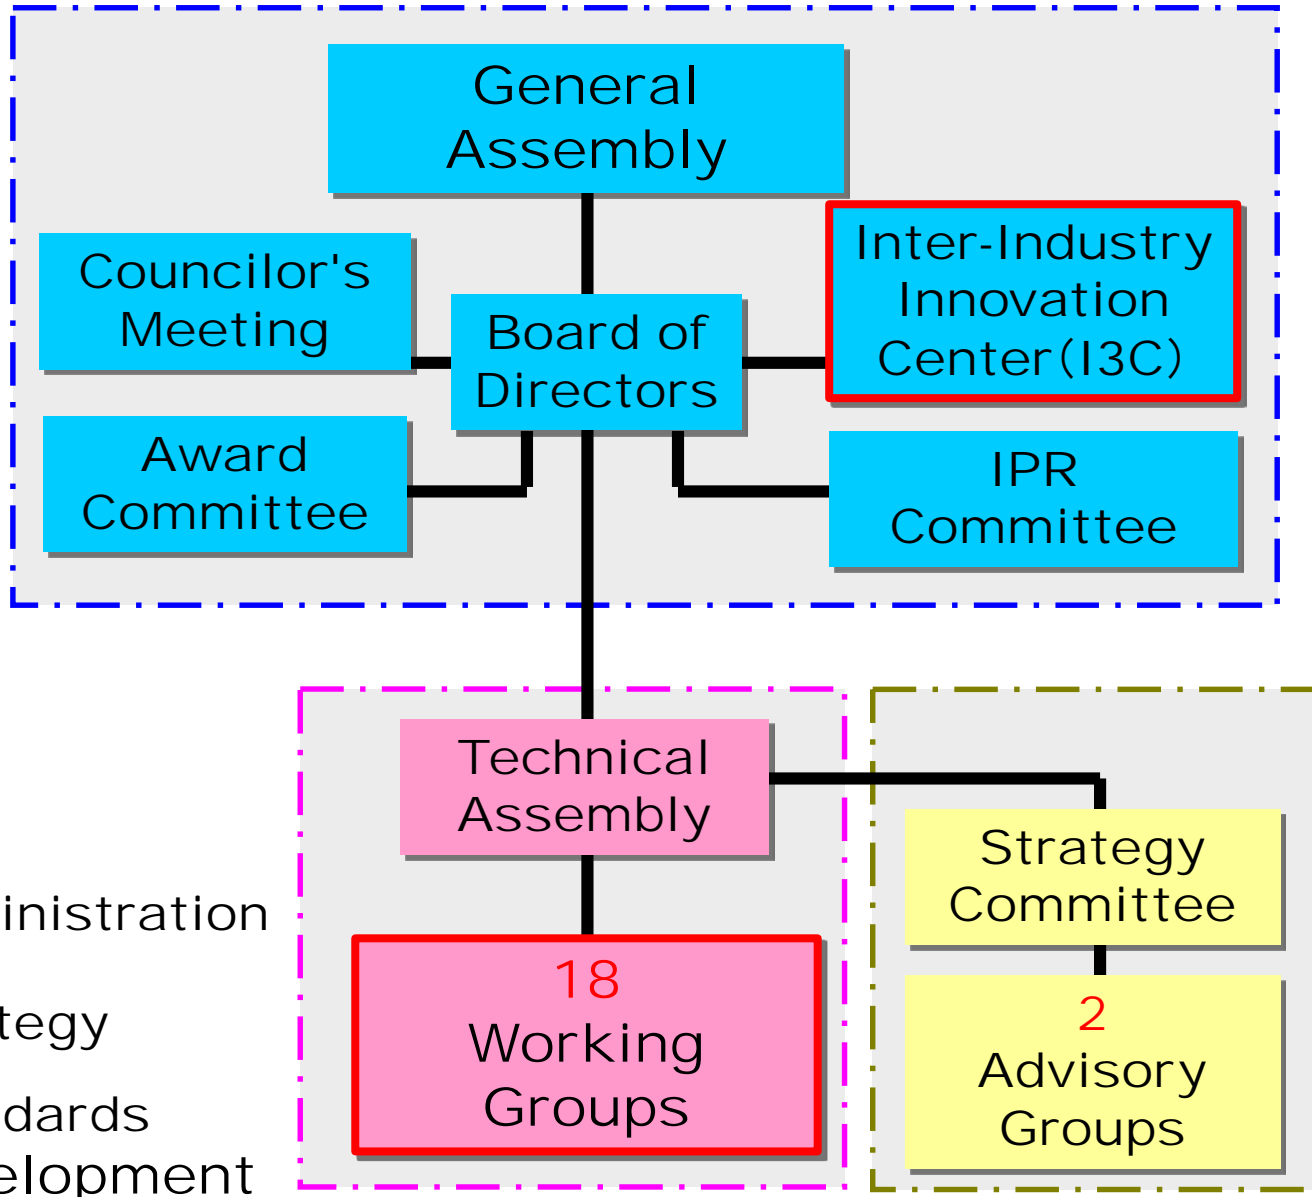 General
Assembly
Councilor's
Meeting
Board of
Directors
Inter-Industry
Innovation
Center(I3C)
Award
Committee
IPR
Committee
Technical
Assembly
Strategy
Committee
18
Working
Groups
2
Advisory
Groups
inistration
tegy
dards
elopment